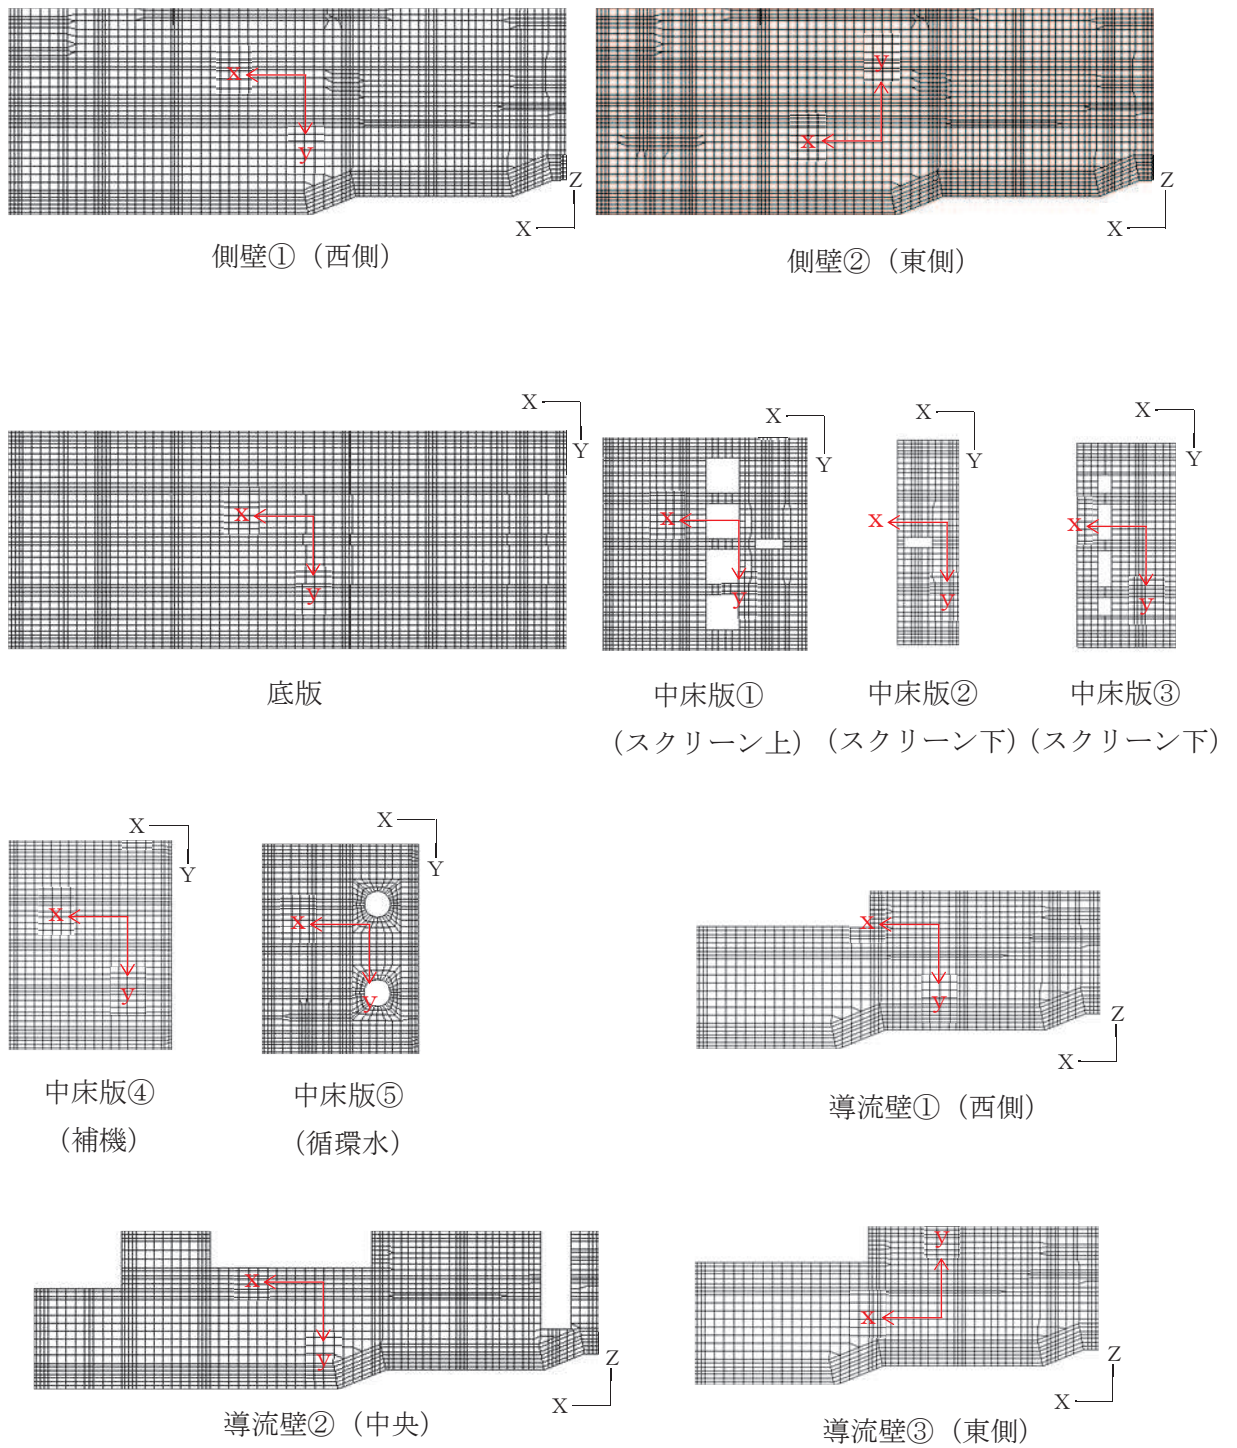 x
y
Z
X
側壁①（西側）
y
x
Z
X
側壁②（東側）
X
Y
x
y
底版
X
Y
x
y
中床版①
（スクリーン上）
X
Y
x
y
中床版②
（スクリーン下）
X
Y
x
y
中床版③
（スクリーン下）
X
Y
x
y
中床版④
（補機）
X
Y
x
y
中床版⑤
（循環水）
x
y
Z
X
導流壁①（西側）
x
y
Z
X
導流壁②（中央）
y
x
Z
X
導流壁③（東側）